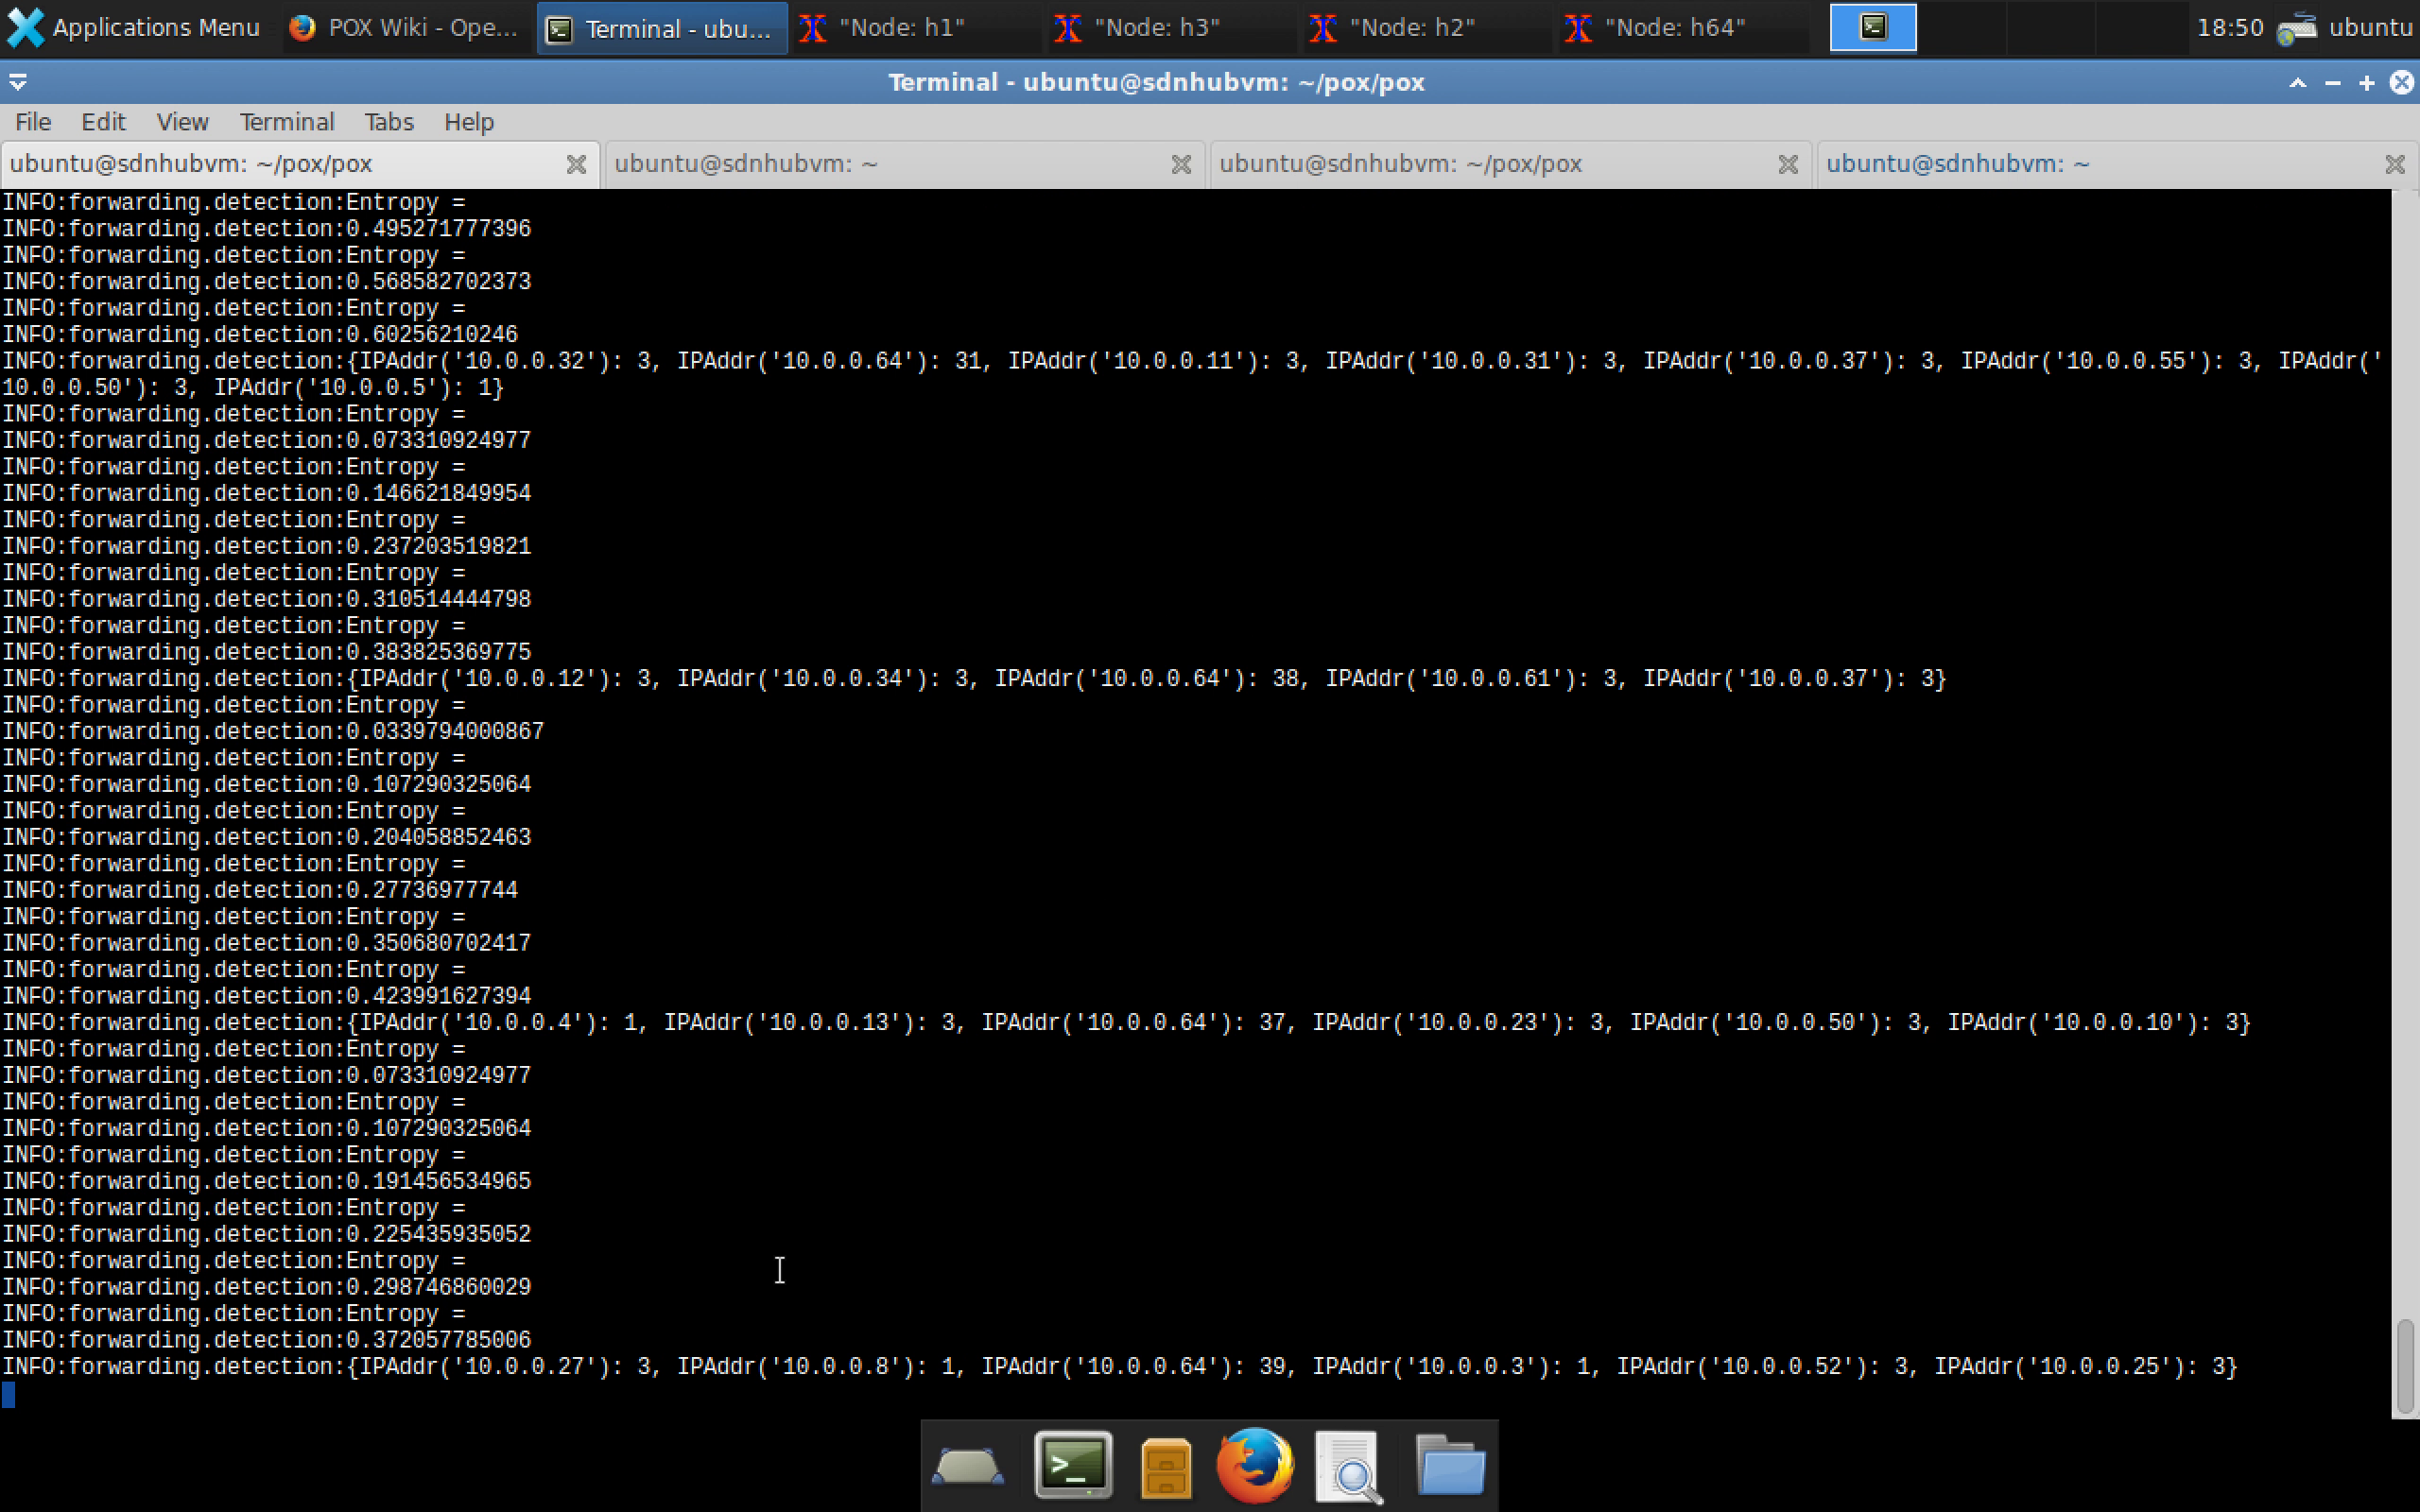 Applications Menu POX Wiki - Ope... Terminal - ubu... "Node: h1" "Node: h3" "Node: h2" "Node: h64" 18:50 ubuntu
Terminal - ubuntu@sdnhubvm: ~/pox/pox
File Edit View Terminal Tabs Help
ubuntu@sdnhubvm: ~/pox/pox ubuntu@sdnhubvm: ~ ubuntu@sdnhubvm: ~/pox/pox ubuntu@sdnhubvm: ~
INFO:forwarding.detection:Entropy =
INFO:forwarding.detection:0.495271777396
INFO:forwarding.detection:Entropy =
INFO:forwarding.detection:0.568582702373
INFO:forwarding.detection:Entropy =
INFO:forwarding.detection:0.60256210246
INFO:forwarding.detection:{IPAddr('10.0.0.32'): 3, IPAddr('10.0.0.64'): 31, IPAddr('10.0.0.11'): 3, IPAddr('10.0.0.31'): 3, IPAddr('10.0.0.37'): 3, IPAddr('10.0.0.55'): 3, IPAddr('
10.0.0.50'): 3, IPAddr('10.0.0.5'): 1}
INFO:forwarding.detection:Entropy =
INFO:forwarding.detection:0.073310924977
INFO:forwarding.detection:Entropy =
INFO:forwarding.detection:0.146621849954
INFO:forwarding.detection:Entropy =
INFO:forwarding.detection:0.237203519821
INFO:forwarding.detection:Entropy =
INFO:forwarding.detection:0.310514444798
INFO:forwarding.detection:Entropy =
INFO:forwarding.detection:0.383825369775
INFO:forwarding.detection:{IPAddr('10.0.0.12'): 3, IPAddr('10.0.0.34'): 3, IPAddr('10.0.0.64'): 38, IPAddr('10.0.0.61'): 3, IPAddr('10.0.0.37'): 3}
INFO:forwarding.detection:Entropy =
INFO:forwarding.detection:0.0339794000867
INFO:forwarding.detection:Entropy =
INFO:forwarding.detection:0.107290325064
INFO:forwarding.detection:Entropy =
INFO:forwarding.detection:0.204058852463
INFO:forwarding.detection:Entropy =
INFO:forwarding.detection:0.27736977744
INFO:forwarding.detection:Entropy =
INFO:forwarding.detection:0.350680702417
INFO:forwarding.detection:Entropy =
INFO:forwarding.detection:0.423991627394
INFO:forwarding.detection:{IPAddr('10.0.0.4'): 1, IPAddr('10.0.0.13'): 3, IPAddr('10.0.0.64'): 37, IPAddr('10.0.0.23'): 3, IPAddr('10.0.0.50'): 3, IPAddr('10.0.0.10'): 3}
INFO:forwarding.detection:Entropy =
INFO:forwarding.detection:0.073310924977
INFO:forwarding.detection:Entropy =
INFO:forwarding.detection:0.107290325064
INFO:forwarding.detection:Entropy =
INFO:forwarding.detection:0.191456534965
INFO:forwarding.detection:Entropy =
INFO:forwarding.detection:0.225435935052
INFO:forwarding.detection:Entropy =
INFO:forwarding.detection:0.298746860029
INFO:forwarding.detection:Entropy =
INFO:forwarding.detection:0.372057785006
INFO:forwarding.detection:{IPAddr('10.0.0.27'): 3, IPAddr('10.0.0.8'): 1, IPAddr('10.0.0.64'): 39, IPAddr('10.0.0.3'): 1, IPAddr('10.0.0.52'): 3, IPAddr('10.0.0.25'): 3}